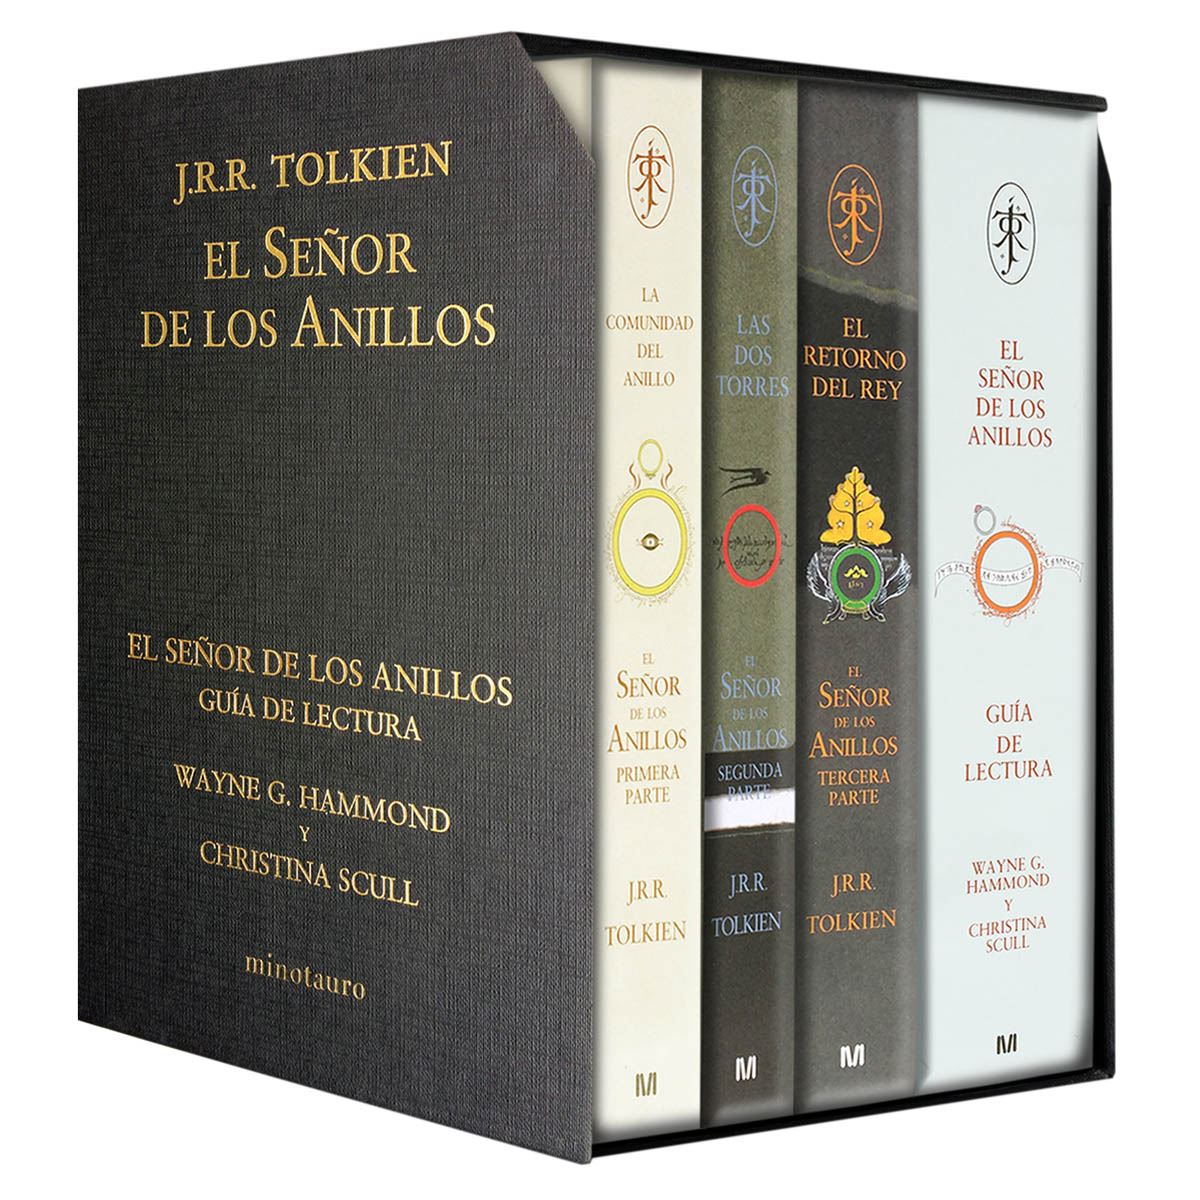 J.R.R. TOLKIEN
EL SEÑOR
DE LOS ANILLOS
EL SEÑOR DE LOS ANILLOS
GUÍA DE LECTURA
WAYNE G. HAMMOND
Y
CHRISTINA SCULL
minotauro
LA
COMUNIDAD
DEL
ANILLO
EL
SEÑOR
DE LOS
ANILLOS
PRIMERA
PARTE
J.R.R.
TOLKIEN
M
LAS
DOS
TORRES
EL
SEÑOR
DE LOS
ANILLOS
SEGUNDA
PARTE
J.R.R.
TOLKIEN
M
EL
RETORNO
DEL REY
EL
SEÑOR
DE LOS
ANILLOS
TERCERA
PARTE
J.R.R.
TOLKIEN
M
EL
SEÑOR
DE LOS
ANILLOS
GUÍA
DE
LECTURA
WAYNE G.
HAMMOND
Y
CHRISTINA
SCULL
M